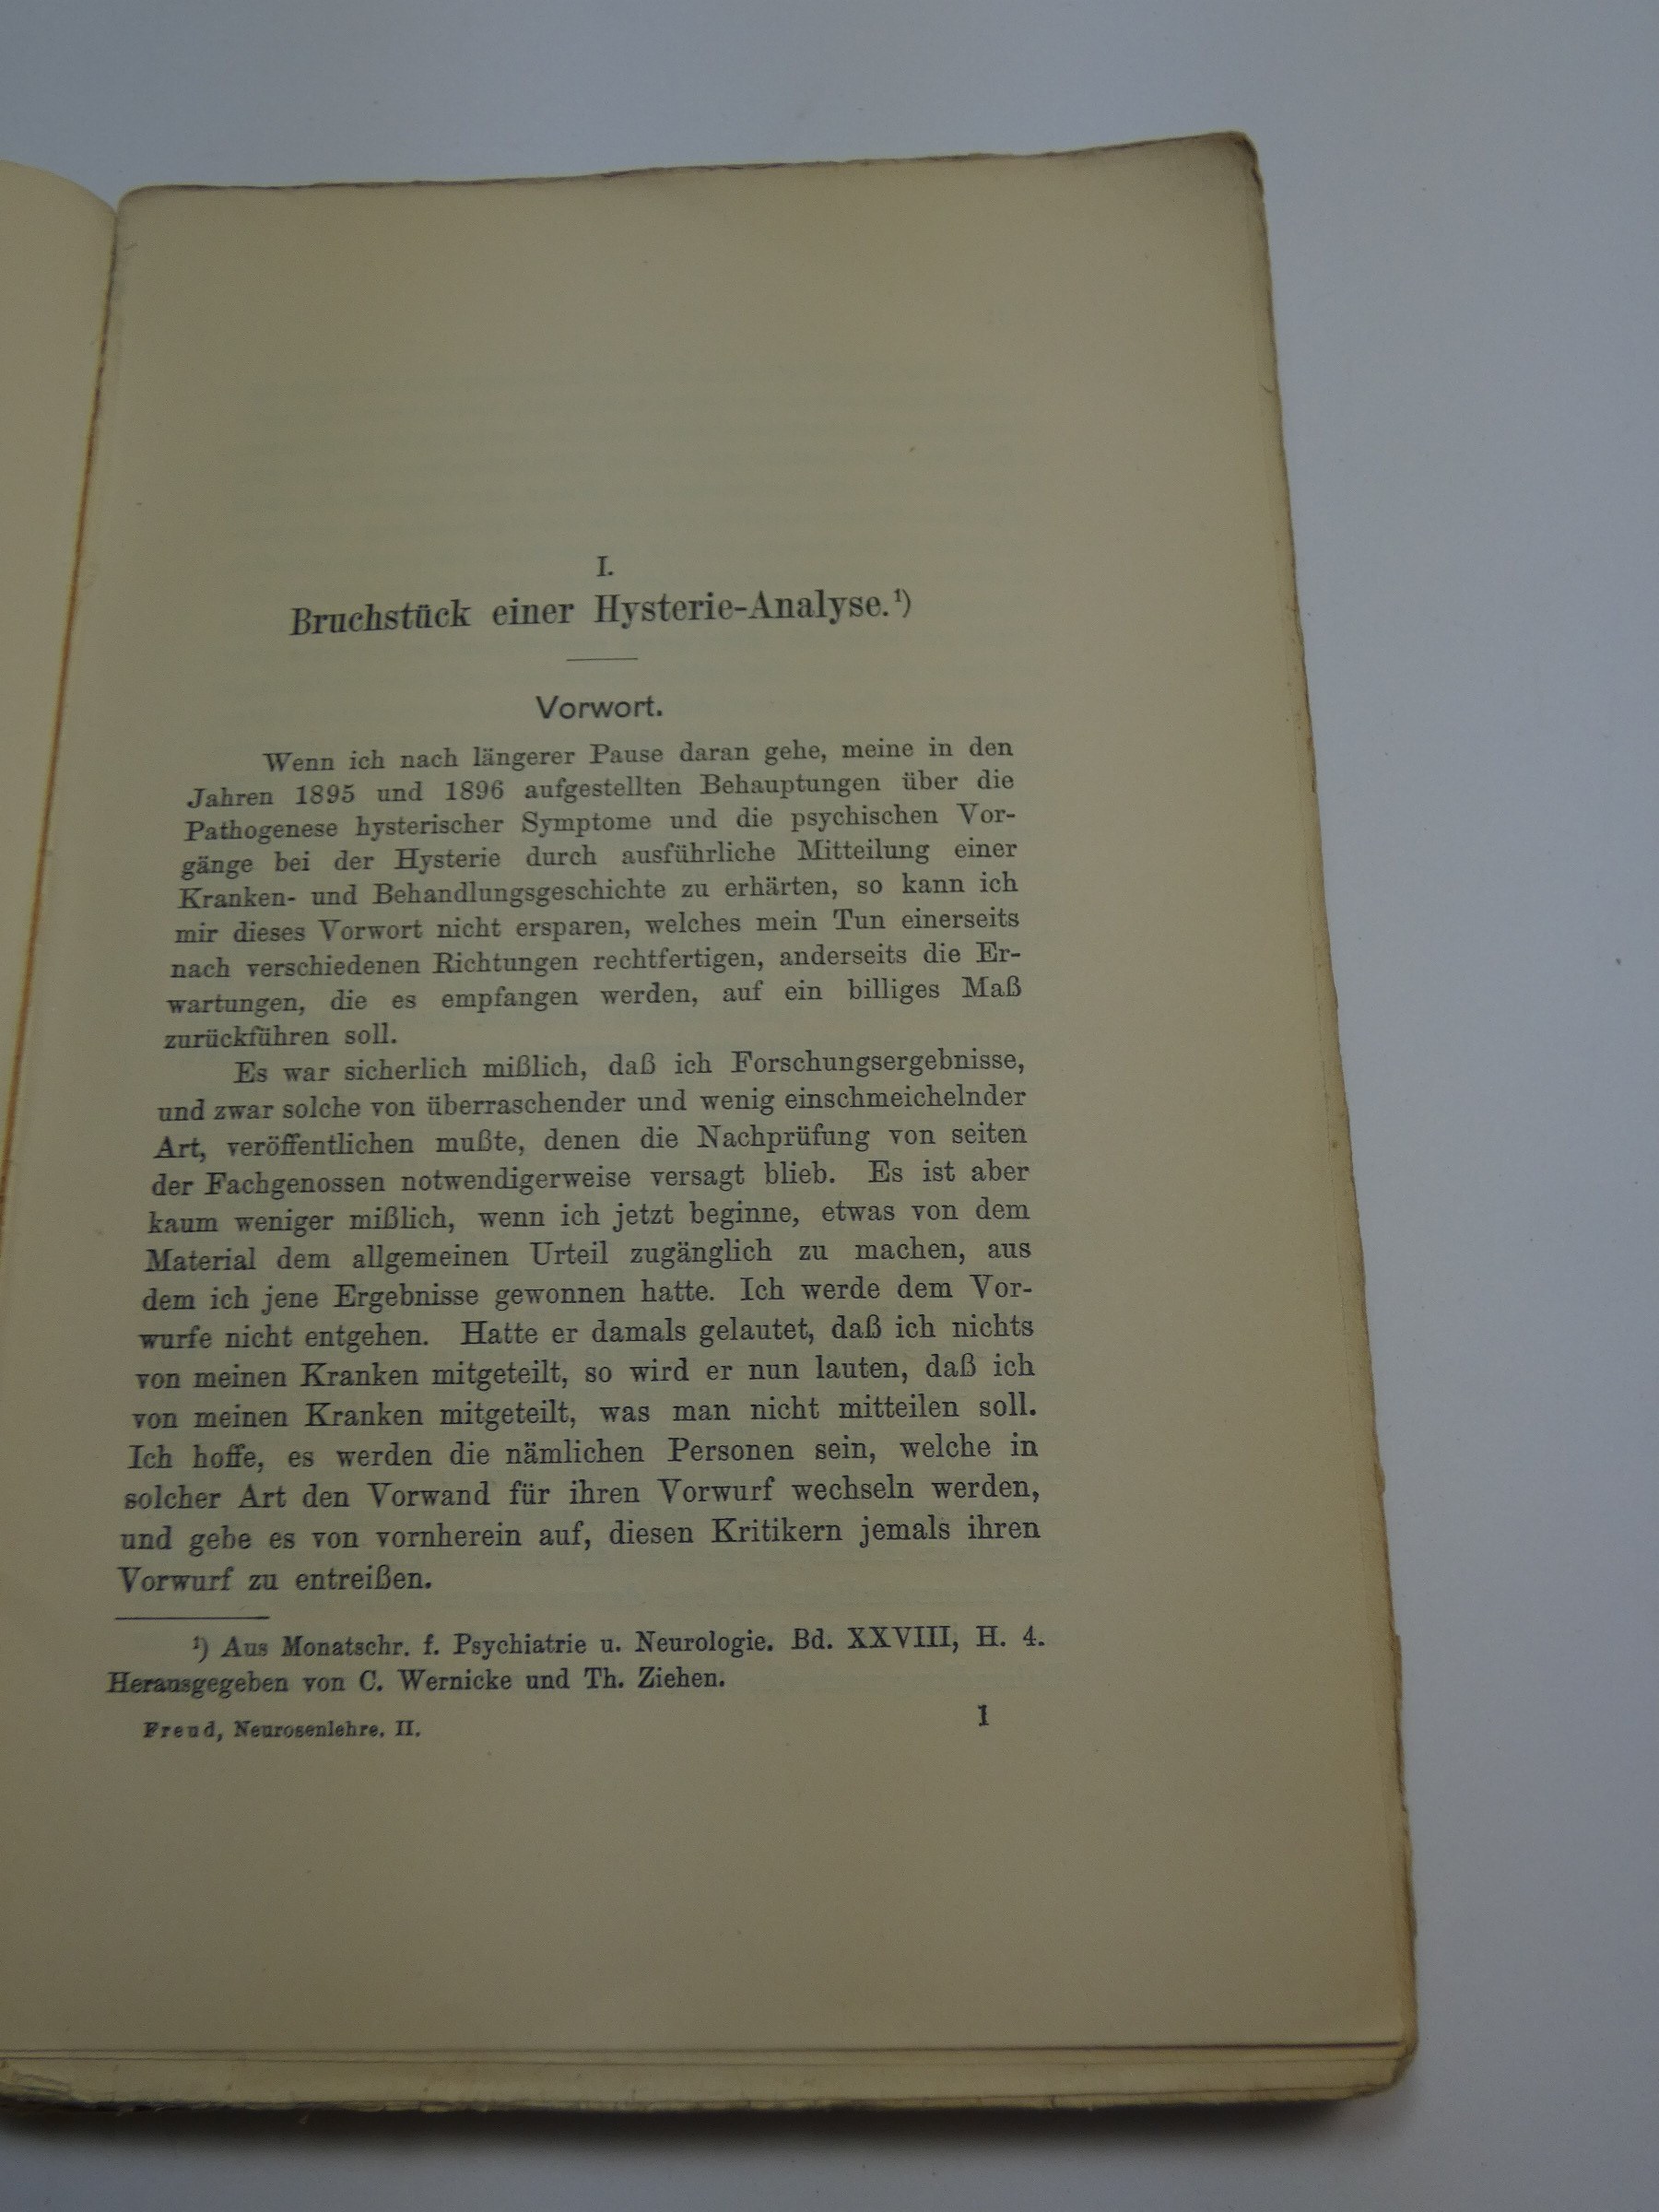 I.
Bruchstück einer Hysterie-Analyse.¹)
Vorwort.
Wenn ich nach längerer Pause daran gehe, meine in den
Jahren 1895 und 1896 aufgestellten Behauptungen über die
Pathogenese hysterischer Symptome und die psychischen Vor-
gänge bei der Hysterie durch ausführliche Mitteilung einer
Kranken- und Behandlungsgeschichte zu erhärten, so kann ich
mir dieses Vorwort nicht ersparen, welches mein Tun einerseits
nach verschiedenen Richtungen rechtfertigen, anderseits die Er-
wartungen, die es empfangen werden, auf ein billiges Maß
zurückführen soll.
Es war sicherlich mißlich, daß ich Forschungsergebnisse,
und zwar solche von überraschender und wenig einschmeichelnder
Art, veröffentlichen mußte, denen die Nachprüfung von seiten
der Fachgenossen notwendigerweise versagt blieb. Es ist aber
kaum weniger mißlich, wenn ich jetzt beginne, etwas von dem
Material dem allgemeinen Urteil zugänglich zu machen, aus
dem ich jene Ergebnisse gewonnen hatte. Ich werde dem Vor-
wurfe nicht entgehen. Hatte er damals gelautet, daß ich nichts
von meinen Kranken mitgeteilt, so wird er nun lauten, daß ich
von meinen Kranken mitgeteilt, was man nicht mitteilen soll.
Ich hoffe, es werden die nämlichen Personen sein, welche in
solcher Art den Vorwand für ihren Vorwurf wechseln werden,
und gebe es von vornherein auf, diesen Kritikern jemals ihren
Vorwurf zu entreißen.
¹) Aus Monatschr. f. Psychiatrie u. Neurologie. Bd. XXVIII, H. 4.
Herausgegeben von C. Wernicke und Th. Ziehen.
Freud, Neurosenlehre. II.
1